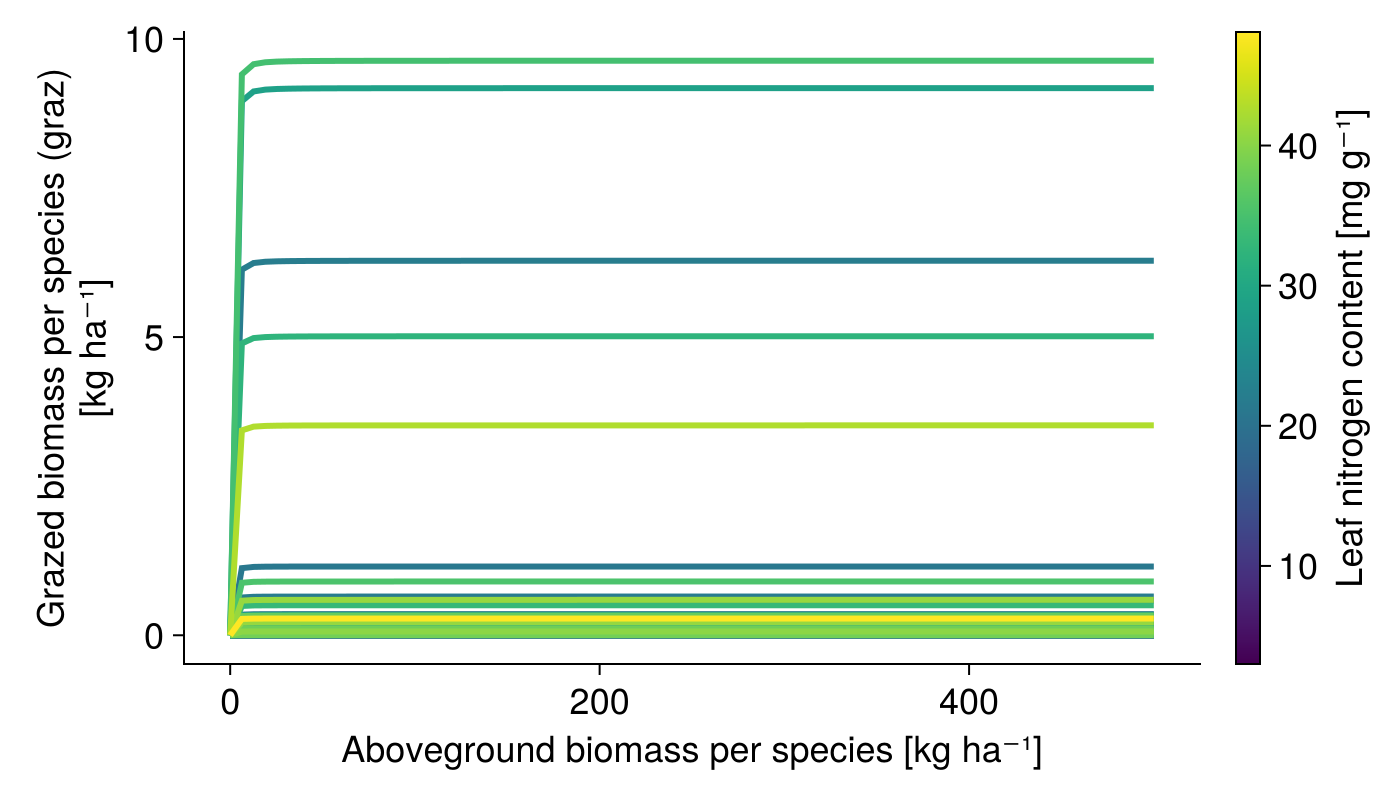 Grazed biomass per species (graz)
[kg ha⁻¹]
10
5
0
0
200
400
Aboveground biomass per species [kg ha⁻¹]
40
30
20
10
Leaf nitrogen content [mg g⁻¹]